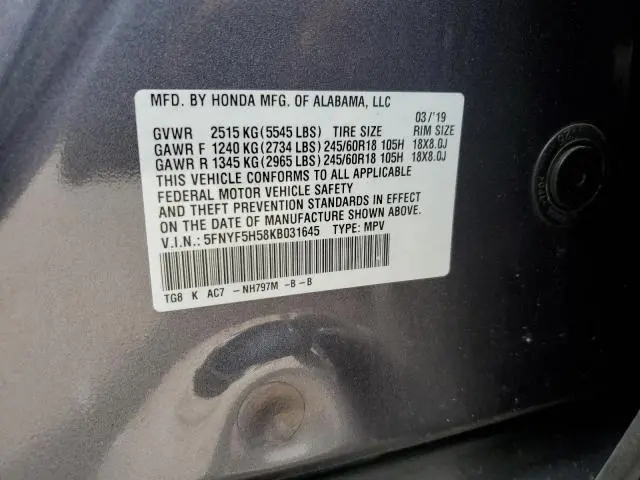 MFD. BY HONDA MFG. OF ALABAMA, LLC
03/'19
GVWR 2515 KG (5545 LBS) TIRE SIZE RIM SIZE
GAWR F 1240 KG (2734 LBS) 245/60R18 105H 18X8.0J
GAWR R 1345 KG (2965 LBS) 245/60R18 105H 18X8.0J
THIS VEHICLE CONFORMS TO ALL APPLICABLE
FEDERAL MOTOR VEHICLE SAFETY
AND THEFT PREVENTION STANDARDS IN EFFECT
ON THE DATE OF MANUFACTURE SHOWN ABOVE.
V.I.N.: 5FNYF5H58KB031645 TYPE: MPV
TG8 K AC7 -NH797M -B-B